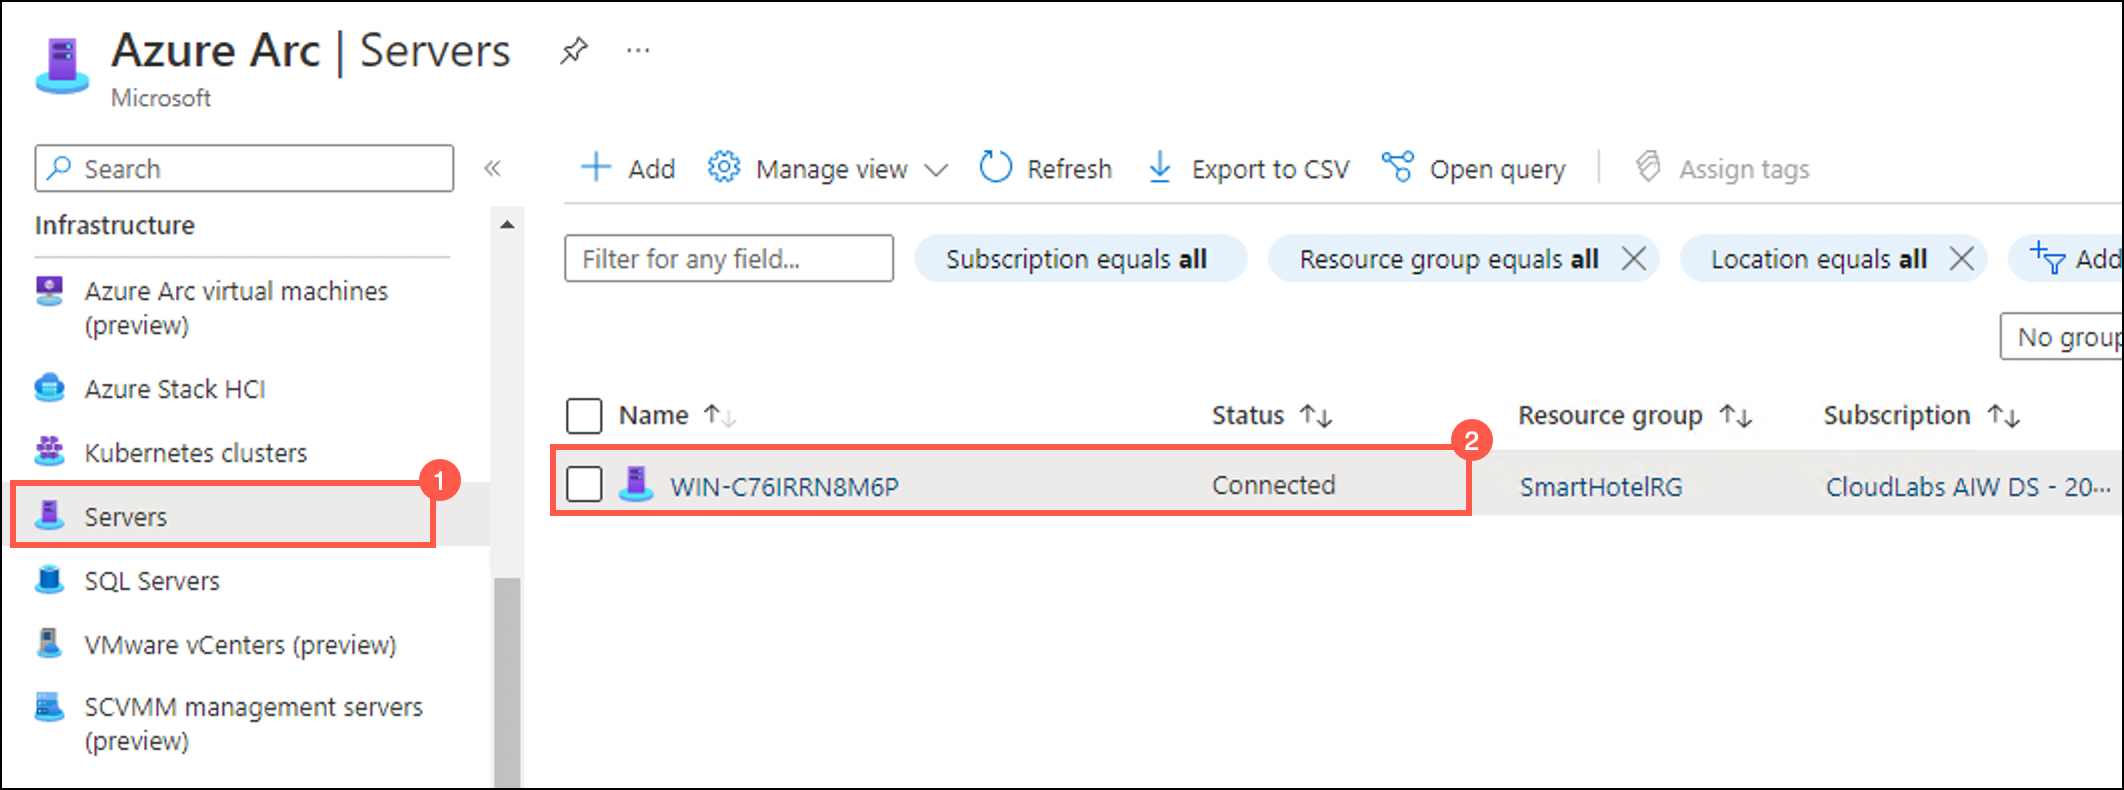 Azure Arc | Servers
Microsoft
Search
Add
Manage view
Refresh
Export to CSV
Open query
Assign tags
Infrastructure
Azure Arc virtual machines
(preview)
Azure Stack HCI
Kubernetes clusters
1
Servers
SQL Servers
VMware vCenters (preview)
SCVMM management servers
(preview)
Filter for any field...
Subscription equals all
Resource group equals all
Location equals all
Add
No group
Name
Status
Resource group
Subscription
2
WIN-C76IRRN8M6P
Connected
SmartHotelRG
CloudLabs AIW DS - 20...